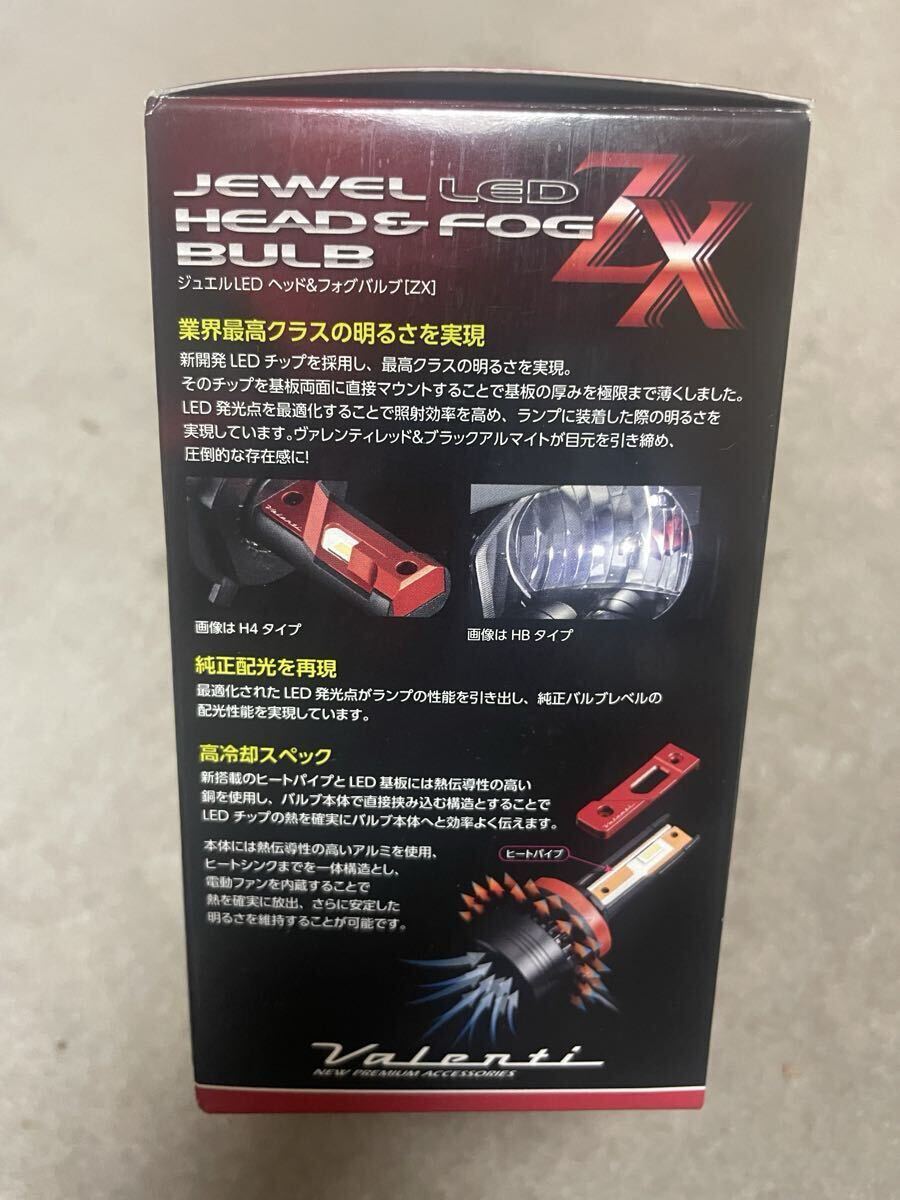 JEWEL LED
HEAD & FOG
BULB
ZX
ジュエルLED ヘッド&フォグバルブ[ZX]
業界最高クラスの明るさを実現
新開発 LED チップを採用し、最高クラスの明るさを実現。
そのチップを基板両面に直接マウントすることで基板の厚みを極限まで薄くしました。
LED 発光点を最適化することで照射効率を高め、ランプに装着した際の明るさを
実現しています。ヴァレンティレッド&ブラックアルマイトが目元を引き締め、
圧倒的な存在感に!
Valenti
画像は H4 タイプ
画像は HB タイプ
純正配光を再現
最適化された LED 発光点がランプの性能を引き出し、純正バルブレベルの
配光性能を実現しています。
高冷却スペック
新搭載のヒートパイプと LED 基板には熱伝導性の高い
銅を使用し、バルブ本体で直接挟み込む構造とすることで
LED チップの熱を確実にバルブ本体へと効率よく伝えます。
本体には熱伝導性の高いアルミを使用、
ヒートシンクまでを一体構造とし、
電動ファンを内蔵することで
熱を確実に放出、さらに安定した
明るさを維持することが可能です。
Valenti
ヒートパイプ
Valenti
NEW PREMIUM ACCESSORIES